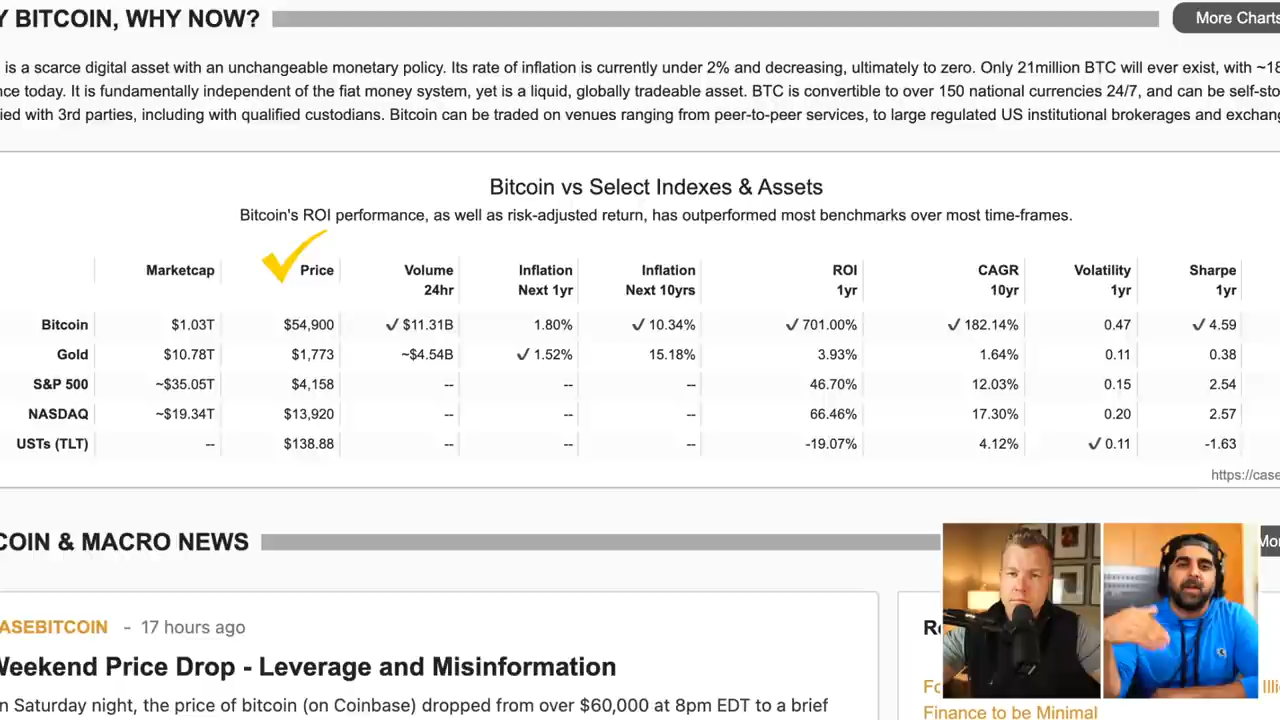 Y BITCOIN, WHY NOW?
More Charts
is a scarce digital asset with an unchangeable monetary policy. Its rate of inflation is currently under 2% and decreasing, ultimately to zero. Only 21million BTC will ever exist, with ~18
nce today. It is fundamentally independent of the fiat money system, yet is a liquid, globally tradeable asset. BTC is convertible to over 150 national currencies 24/7, and can be self-sto
ied with 3rd parties, including with qualified custodians. Bitcoin can be traded on venues ranging from peer-to-peer services, to large regulated US institutional brokerages and exchang
Bitcoin vs Select Indexes & Assets
Bitcoin's ROI performance, as well as risk-adjusted return, has outperformed most benchmarks over most time-frames.
Marketcap Price Volume 24hr Inflation Next 1yr Inflation Next 10yrs ROI 1yr CAGR 10yr Volatility 1yr Sharpe 1yr
Bitcoin $1.03T $54,900 ✓ $11.31B 1.80% ✓ 10.34% ✓ 701.00% ✓ 182.14% 0.47 ✓ 4.59
Gold $10.78T $1,773 ~$4.54B ✓ 1.52% 15.18% 3.93% 1.64% 0.11 0.38
S&P 500 ~$35.05T $4,158 -- -- -- 46.70% 12.03% 0.15 2.54
NASDAQ ~$19.34T $13,920 -- -- -- 66.46% 17.30% 0.20 2.57
USTs (TLT) -- $138.88 -- -- -- -19.07% 4.12% ✓ 0.11 -1.63
https://case
COIN & MACRO NEWS
Mor
ASEBITCOIN - 17 hours ago
Weekend Price Drop - Leverage and Misinformation
n Saturday night, the price of bitcoin (on Coinbase) dropped from over $60,000 at 8pm EDT to a brief
Finance to be Minimal